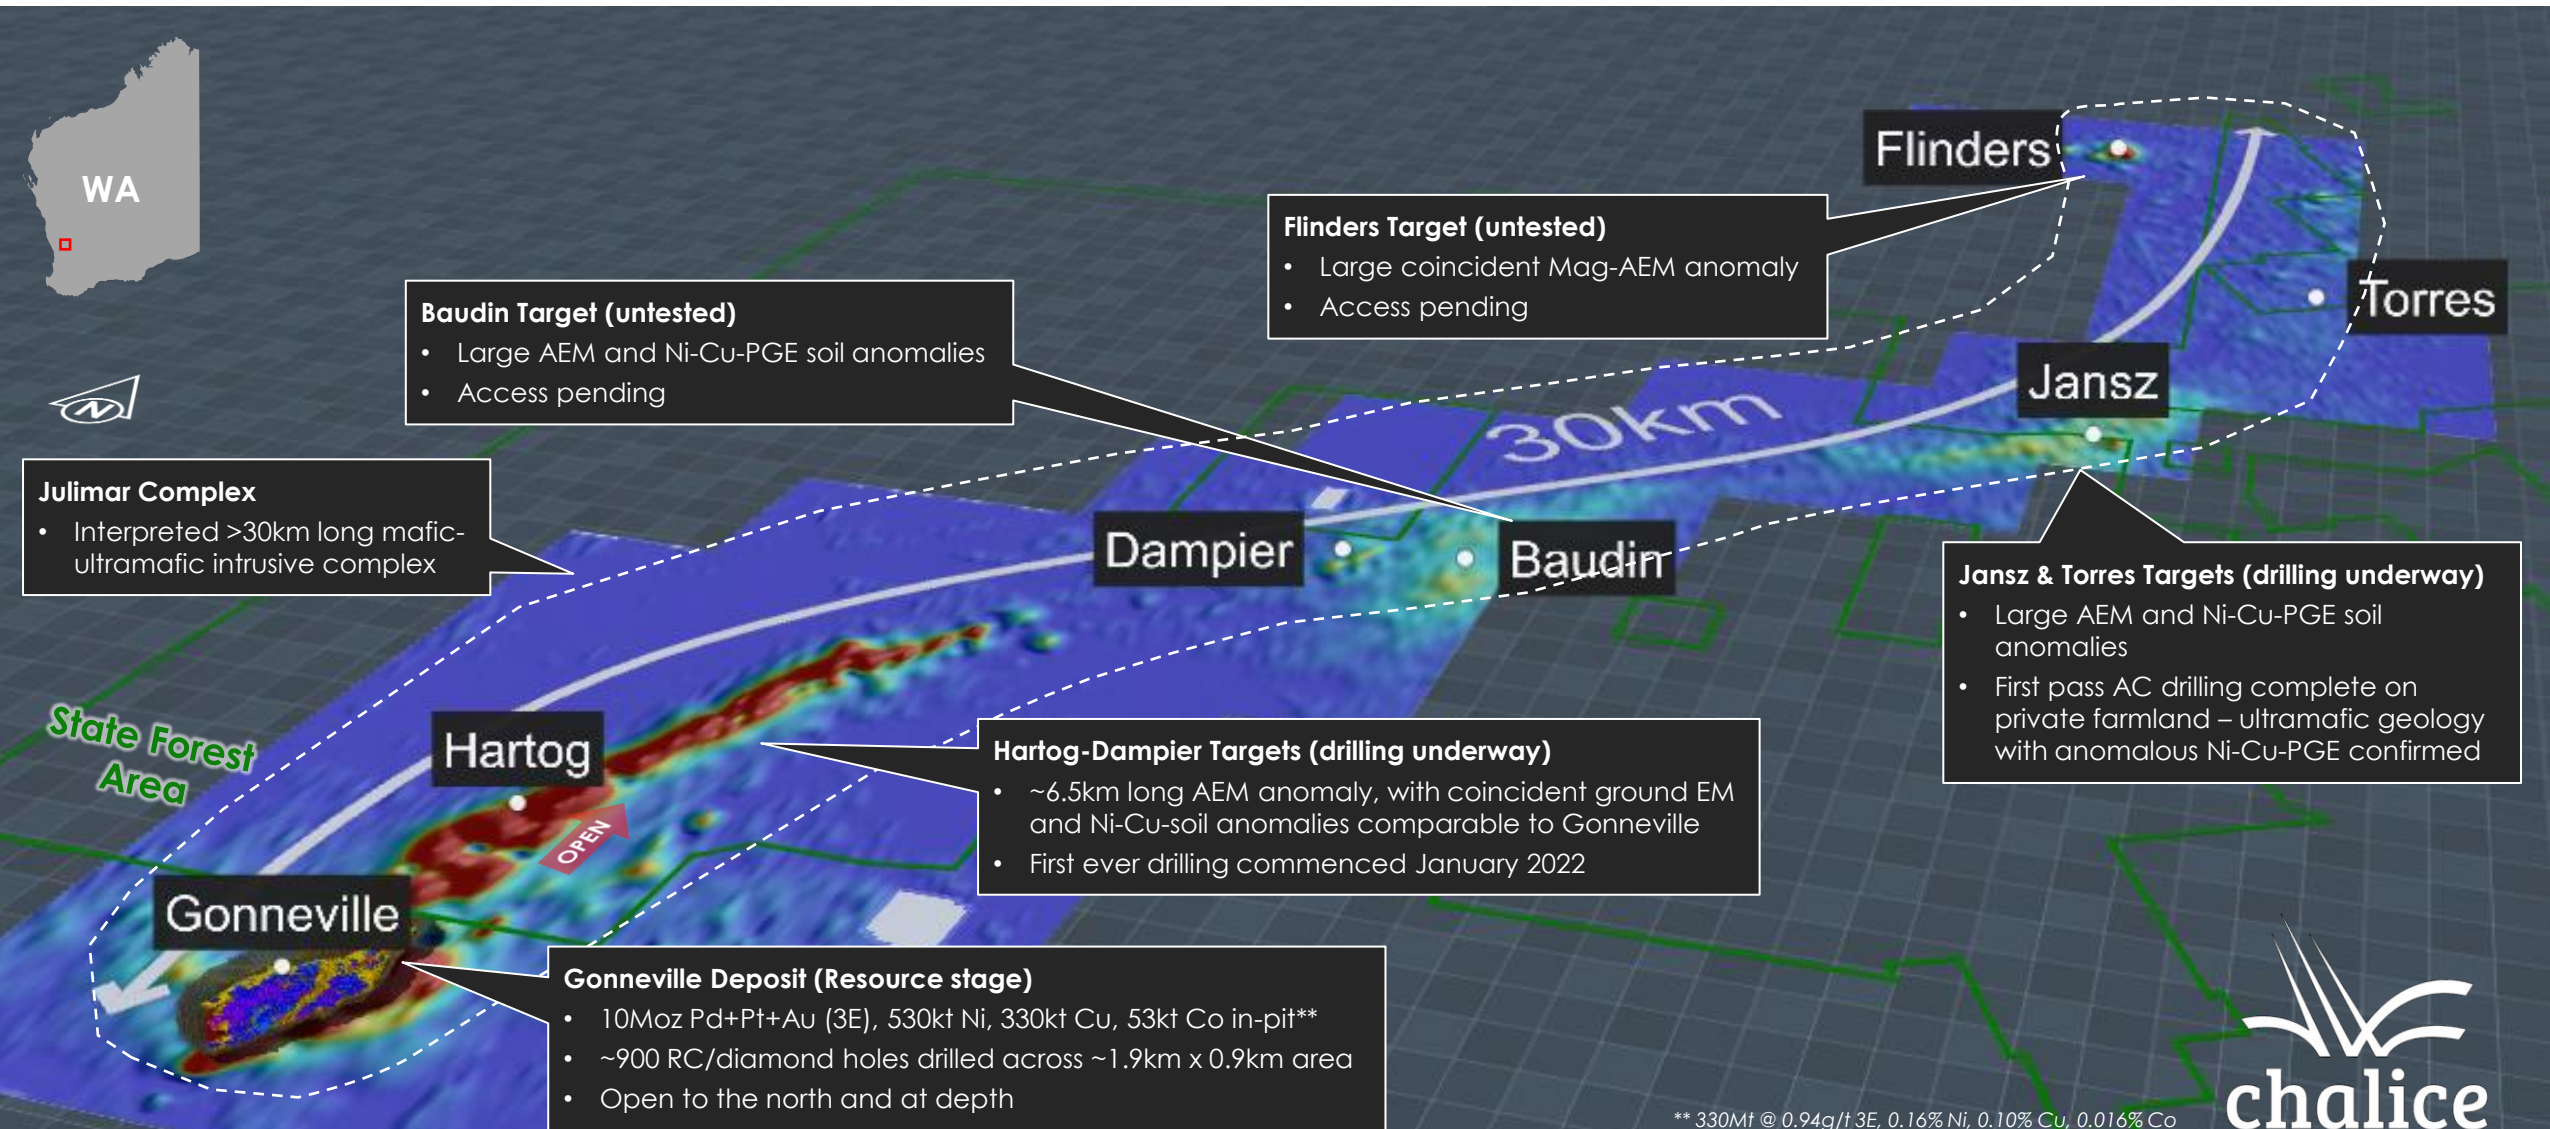 WA
Flinders
Flinders Target (untested)
• Large coincident Mag-AEM anomaly
• Access pending
Torres
Baudin Target (untested)
• Large AEM and Ni-Cu-PGE soil anomalies
• Access pending
Jansz
30km
N
Julimar Complex
• Interpreted >30km long mafic-
ultramafic intrusive complex
Dampier
Baudin
Jansz & Torres Targets (drilling underway)
• Large AEM and Ni-Cu-PGE soil
anomalies
• First pass AC drilling complete on
private farmland – ultramafic geology
with anomalous Ni-Cu-PGE confirmed
State Forest
Area
Hartog
Hartog-Dampier Targets (drilling underway)
• ~6.5km long AEM anomaly, with coincident ground EM
and Ni-Cu-soil anomalies comparable to Gonneville
• First ever drilling commenced January 2022
OPEN
Gonneville
Gonneville Deposit (Resource stage)
• 10Moz Pd+Pt+Au (3E), 530kt Ni, 330kt Cu, 53kt Co in-pit**
• ~900 RC/diamond holes drilled across ~1.9km x 0.9km area
• Open to the north and at depth
** 330Mt @ 0.94g/t 3E, 0.16% Ni, 0.10% Cu, 0.016% Co
chalice